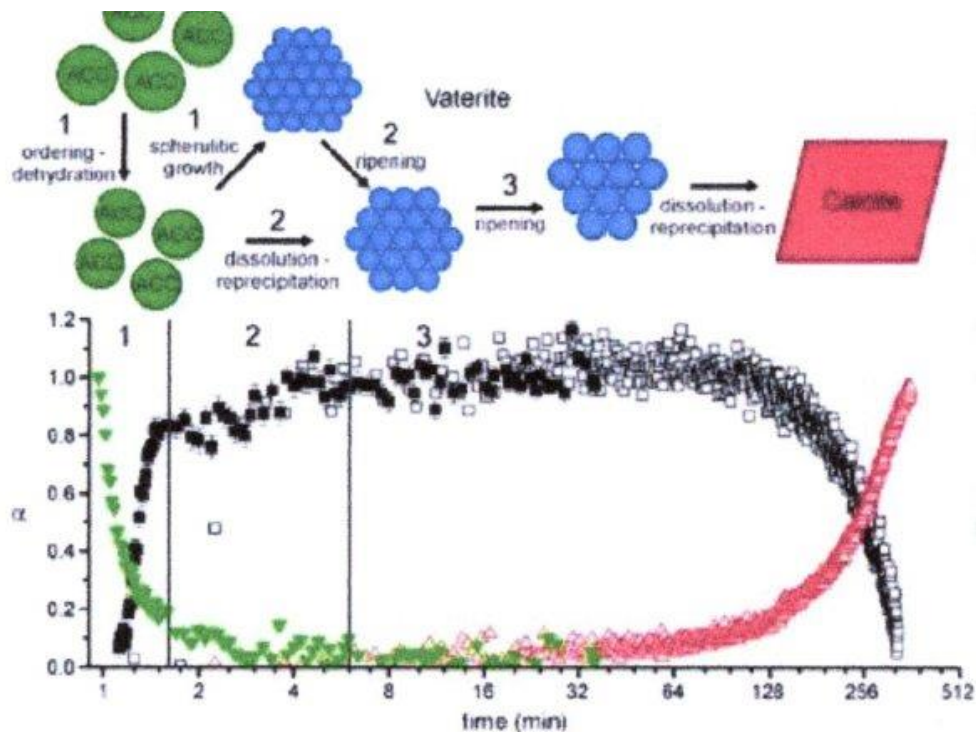 ACC ACC
ACC ACC
1
ordering -
dehydration
1
spherulitic
growth
Vaterite
2
ripening
ACC ACC
ACC ACC
2
dissolution -
reprecipitation
3
ripening
dissolution -
reprecipitation
Calcite
1 2 3
1.2
1.0
0.8
0.6
0.4
0.2
0.0
α
1 2 4 8 16 32 64 128 256 512
time (min)